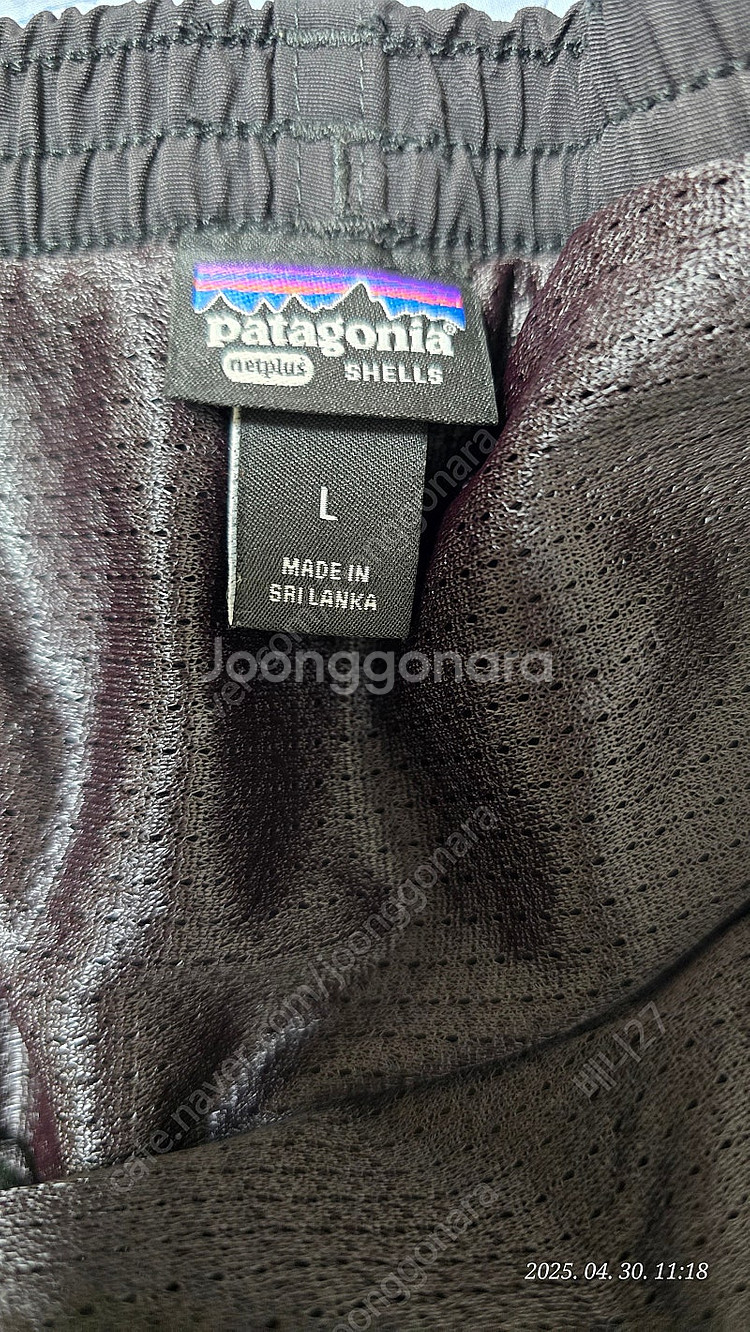 patagonia®
netplus® SHELLS
L
MADE IN
SRI LANKA
Joonggonara
cafe.naver.com/joonggonara
2025. 04. 30. 11:18